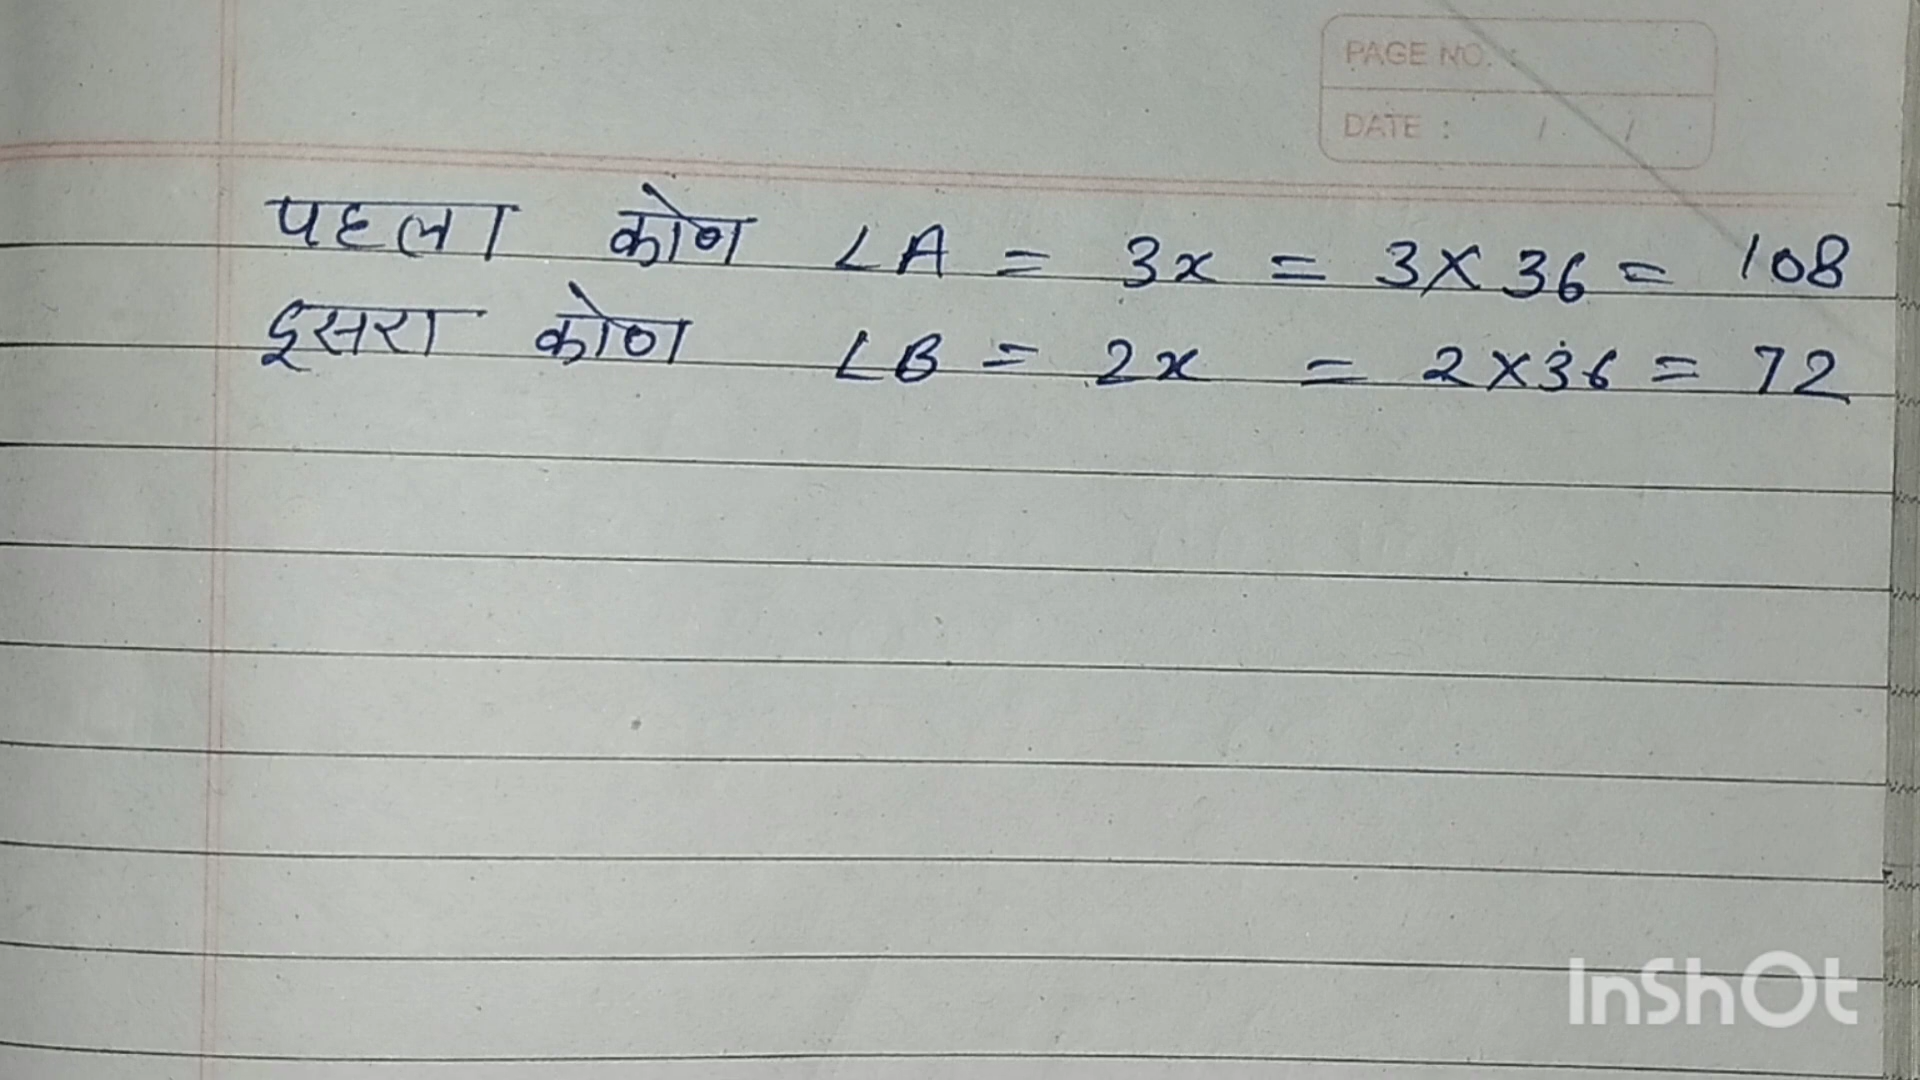 PAGE NO. :
DATE : / /
पहला कोण ∠A = 3x = 3×36 = 108
दूसरा कोण ∠B = 2x = 2×36 = 72
InShOt